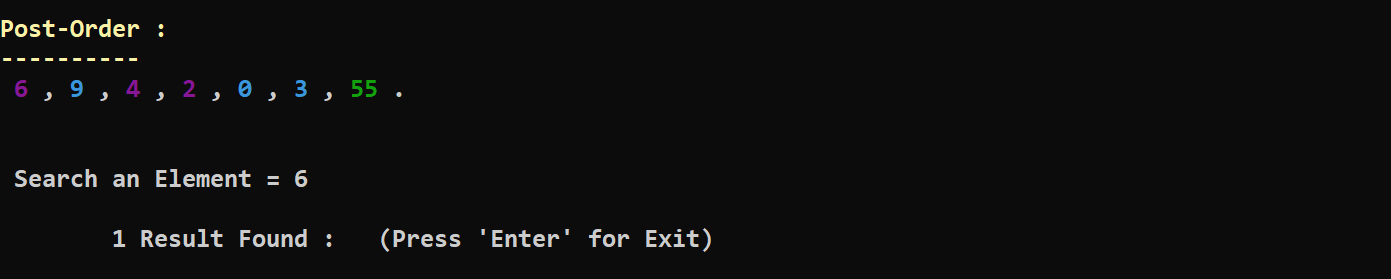 Post-Order :
----------
6 , 9 , 4 , 2 , 0 , 3 , 55 .
Search an Element = 6
1 Result Found :   (Press 'Enter' for Exit)